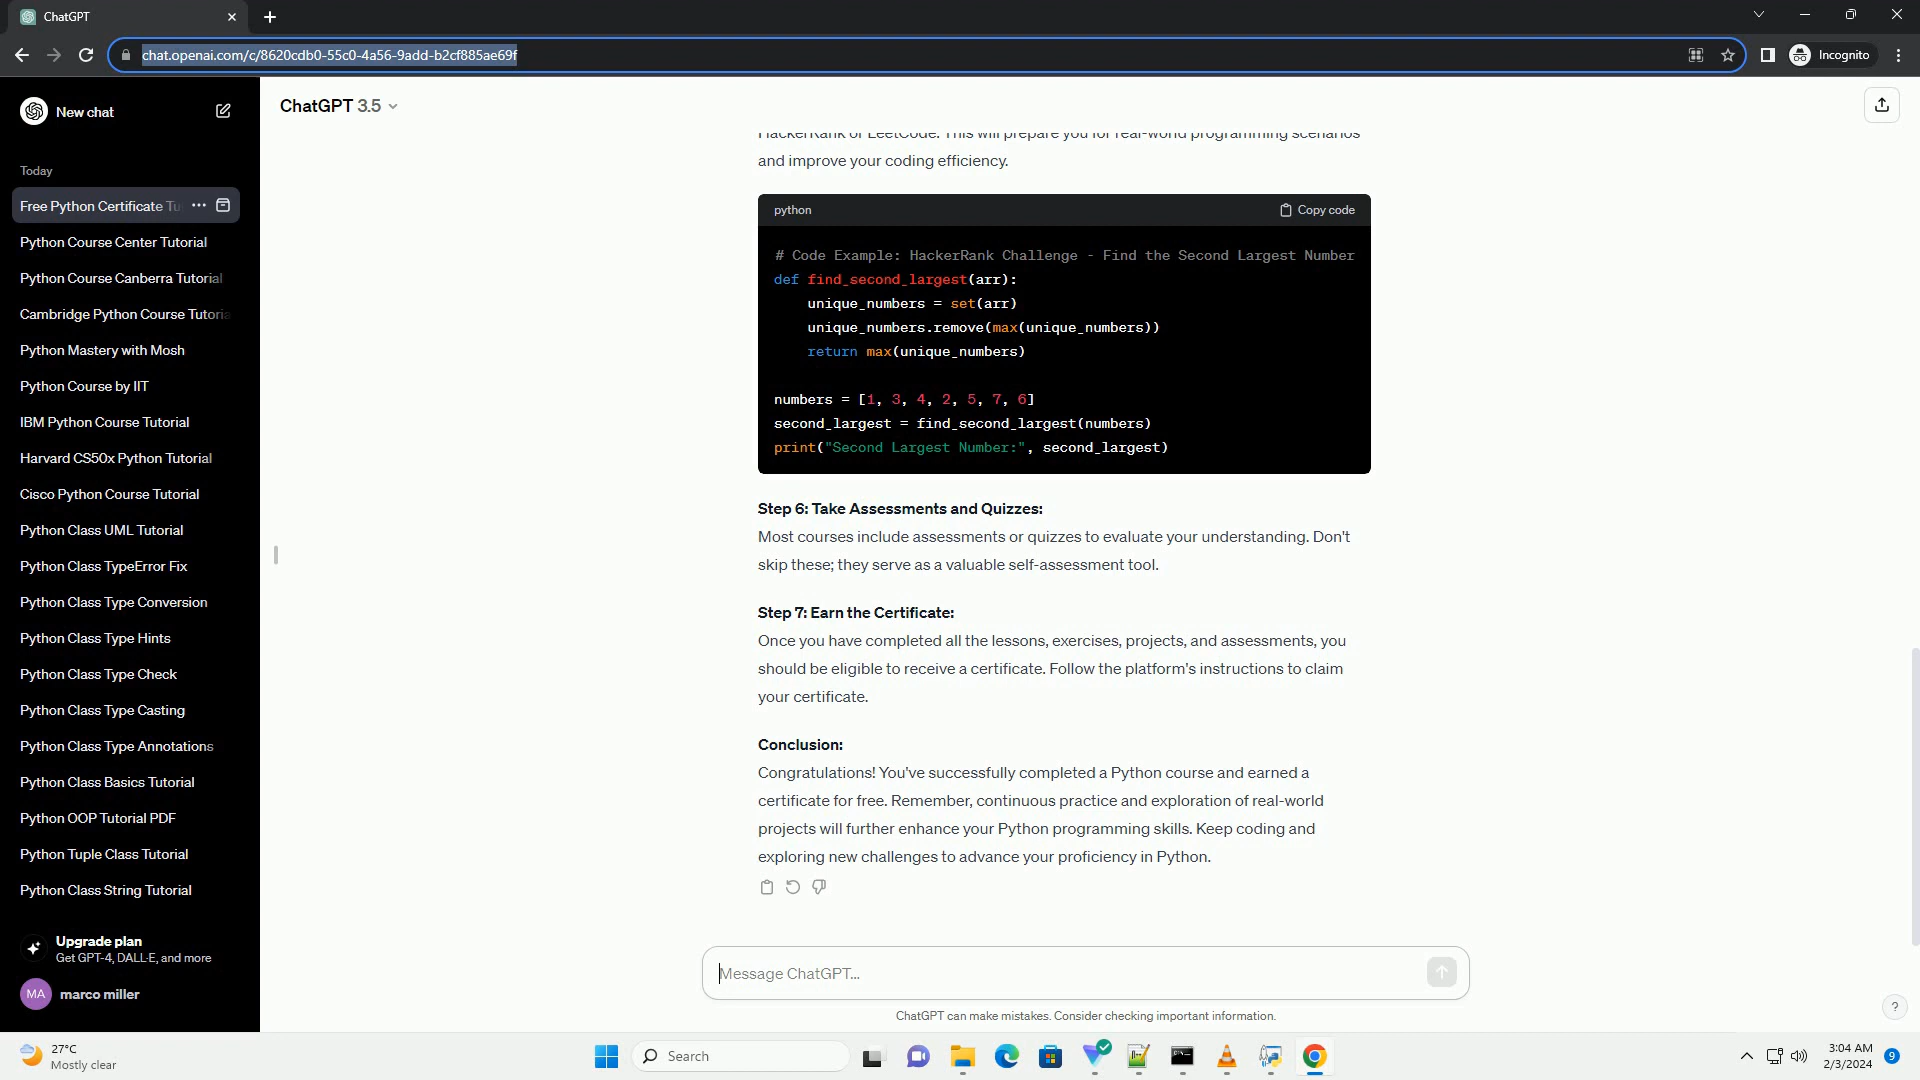 ChatGPT
chat.openai.com/c/8620cdb0-55c0-4a56-9add-b2cf885ae69f
Incognito
New chat
Today
Free Python Certificate Tu
Python Course Center Tutorial
Python Course Canberra Tutorial
Cambridge Python Course Tutoria
Python Mastery with Mosh
Python Course by IIT
IBM Python Course Tutorial
Harvard CS50x Python Tutorial
Cisco Python Course Tutorial
Python Class UML Tutorial
Python Class TypeError Fix
Python Class Type Conversion
Python Class Type Hints
Python Class Type Check
Python Class Type Casting
Python Class Type Annotations
Python Class Basics Tutorial
Python OOP Tutorial PDF
Python Tuple Class Tutorial
Python Class String Tutorial
Upgrade plan
Get GPT-4, DALL·E, and more
MA marco miller
ChatGPT 3.5
HackerRank or LeetCode. This will prepare you for real-world programming scenarios
and improve your coding efficiency.
python Copy code
# Code Example: HackerRank Challenge - Find the Second Largest Number
def find_second_largest(arr):
    unique_numbers = set(arr)
    unique_numbers.remove(max(unique_numbers))
    return max(unique_numbers)
numbers = [1, 3, 4, 2, 5, 7, 6]
second_largest = find_second_largest(numbers)
print("Second Largest Number:", second_largest)
Step 6: Take Assessments and Quizzes:
Most courses include assessments or quizzes to evaluate your understanding. Don't
skip these; they serve as a valuable self-assessment tool.
Step 7: Earn the Certificate:
Once you have completed all the lessons, exercises, projects, and assessments, you
should be eligible to receive a certificate. Follow the platform's instructions to claim
your certificate.
Conclusion:
Congratulations! You've successfully completed a Python course and earned a
certificate for free. Remember, continuous practice and exploration of real-world
projects will further enhance your Python programming skills. Keep coding and
exploring new challenges to advance your proficiency in Python.
Message ChatGPT...
ChatGPT can make mistakes. Consider checking important information.
?
27°C
Mostly clear
Search
3:04 AM
2/3/2024
9